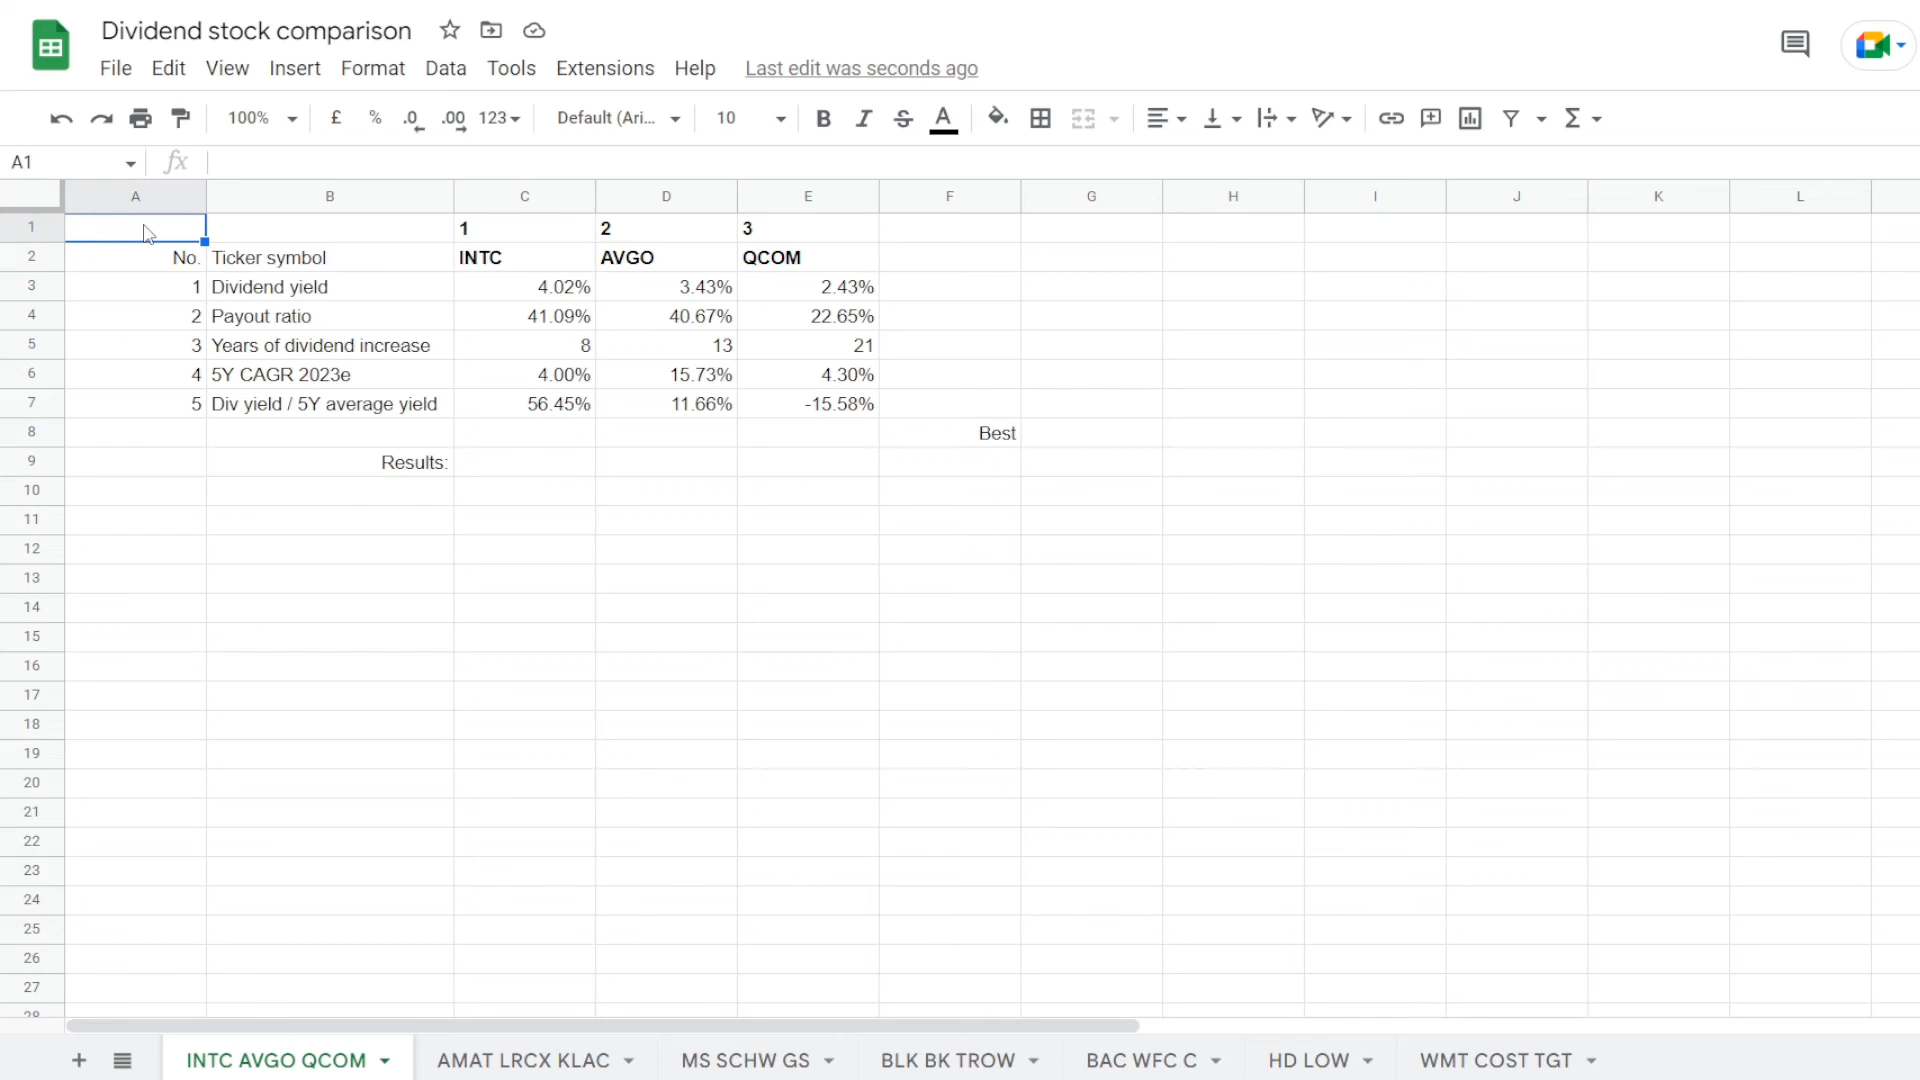 Dividend stock comparison
File Edit View Insert Format Data Tools Extensions Help Last edit was seconds ago
100% £ % .0 .00 123 Default (Ari... 10 B I S A
A1 fx
A B C D E F G H I J K L
1 1 2 3
2 No. Ticker symbol INTC AVGO QCOM
3 1 Dividend yield 4.02% 3.43% 2.43%
4 2 Payout ratio 41.09% 40.67% 22.65%
5 3 Years of dividend increase 8 13 21
6 4 5Y CAGR 2023e 4.00% 15.73% 4.30%
7 5 Div yield / 5Y average yield 56.45% 11.66% -15.58%
8 Best
9 Results:
10
11
12
13
14
15
16
17
18
19
20
21
22
23
24
25
26
27
28
+ INTC AVGO QCOM AMAT LRCX KLAC MS SCHW GS BLK BK TROW BAC WFC C HD LOW WMT COST TGT